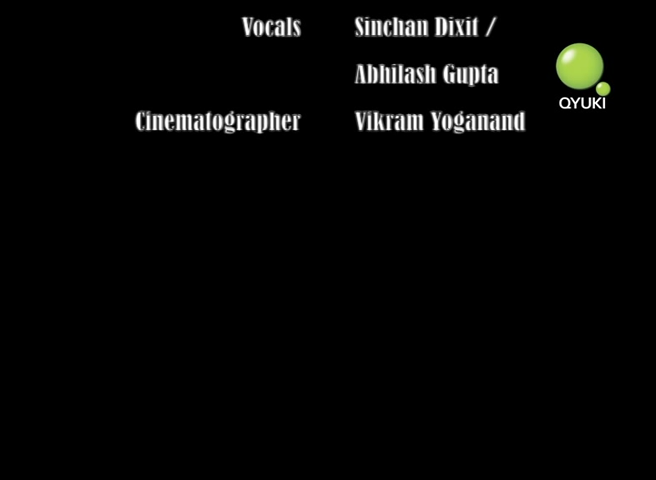 Vocals Sinchan Dixit /
Abhilash Gupta
QYUKI
Cinematographer Vikram Yoganand